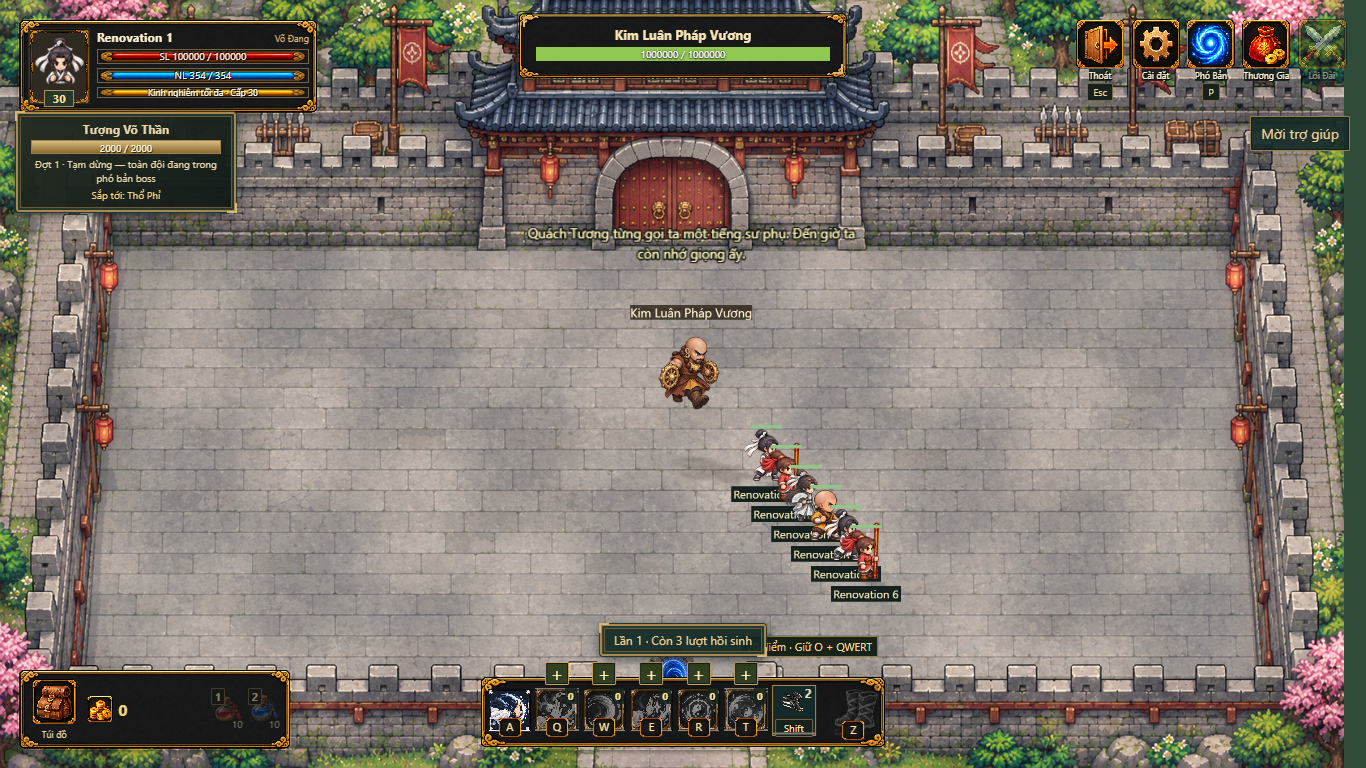 Renovation 1
Võ Đang
SL 100000 / 100000
NL 354 / 354
Kinh nghiệm tối đa · Cấp 30
30
Kim Luân Pháp Vương
1000000 / 1000000
Thoát
Cài đặt
Phó Bản
Thương Gia
Lôi Đài
Esc
P
Tượng Võ Thần
2000 / 2000
Đợt 1 · Tạm dừng — toàn đội đang trong
phó bản boss
Sắp tới: Thổ Phỉ
Mời trợ giúp
Quách Tương từng gọi ta một tiếng sư phụ. Đến giờ ta
còn nhớ giọng ấy.
Kim Luân Pháp Vương
Renovation 6
Lần 1 · Còn 3 lượt hồi sinh
· Giữ O + QWERT
Túi đồ
0
1
10
2
10
+ + + + +
0 0 0 0 0 2
A Q W E R T Shift Z